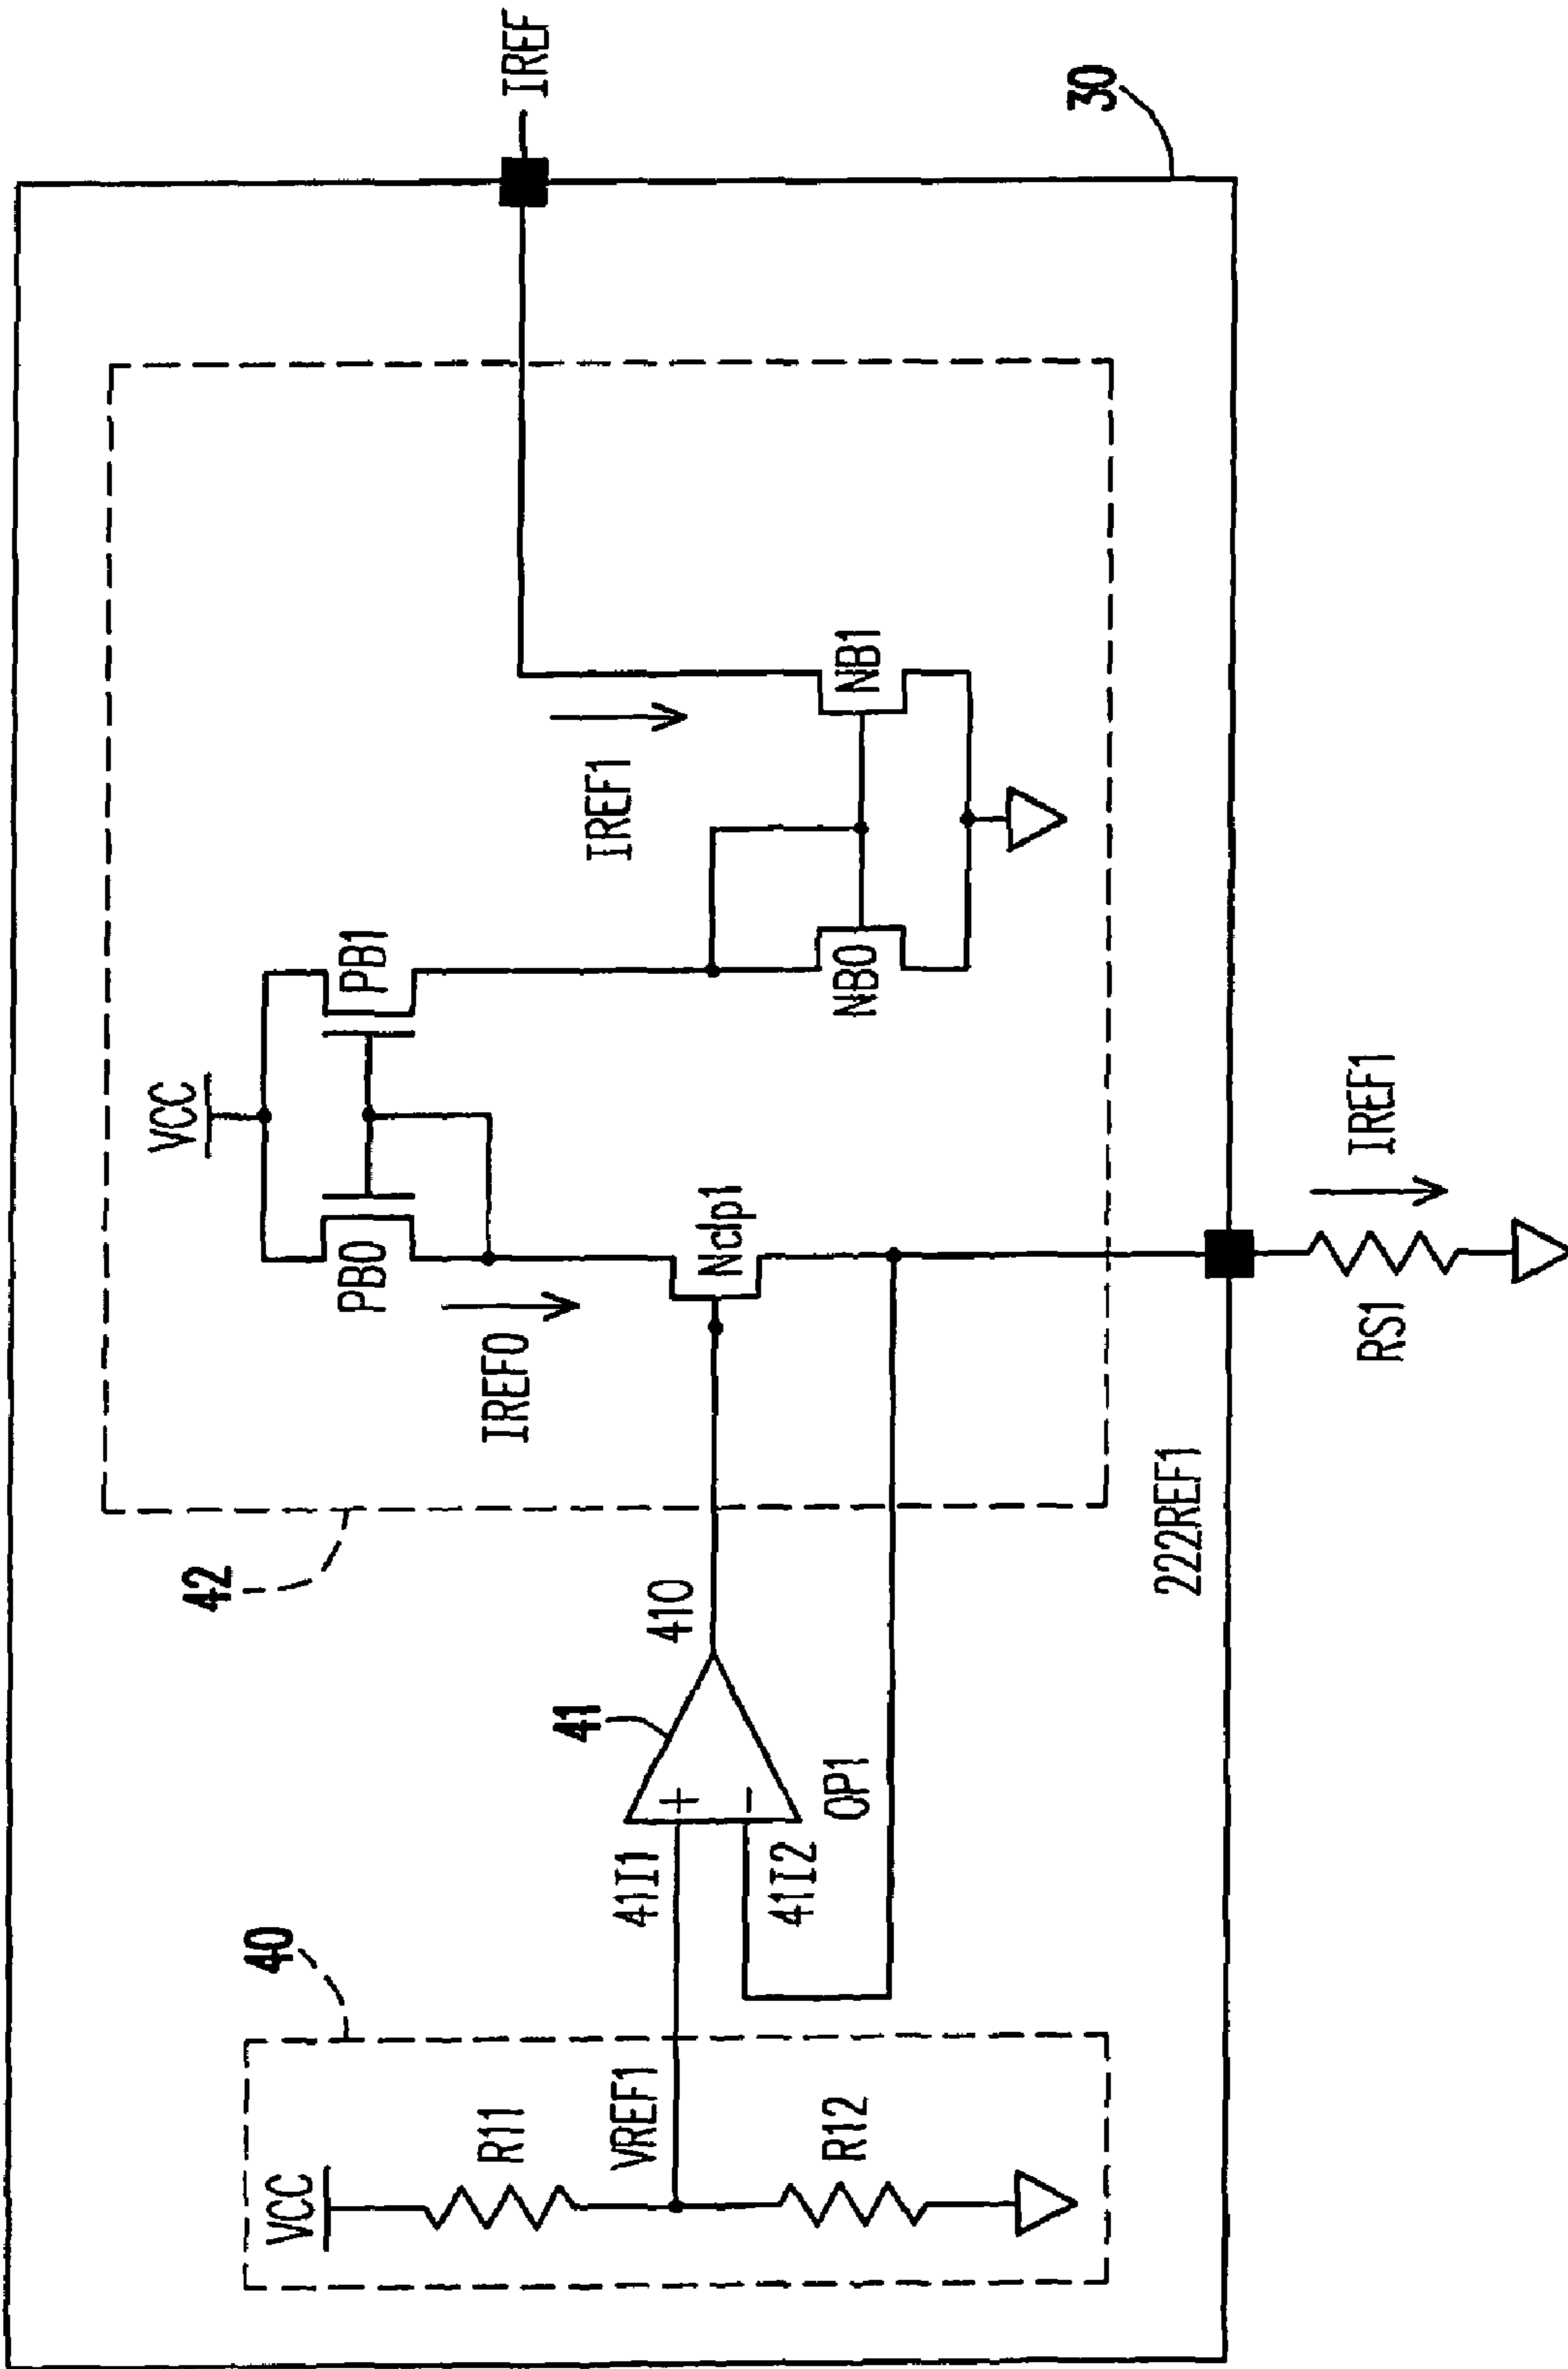 VCC
R11
VREF1
R12
40
41I1
41I2
41
OP1
41O
42
VCC
PB0
PB1
IREF0
Nclp1
NB0
NB1
IREF1
IREF
30
222REF1
RS1
IREF1